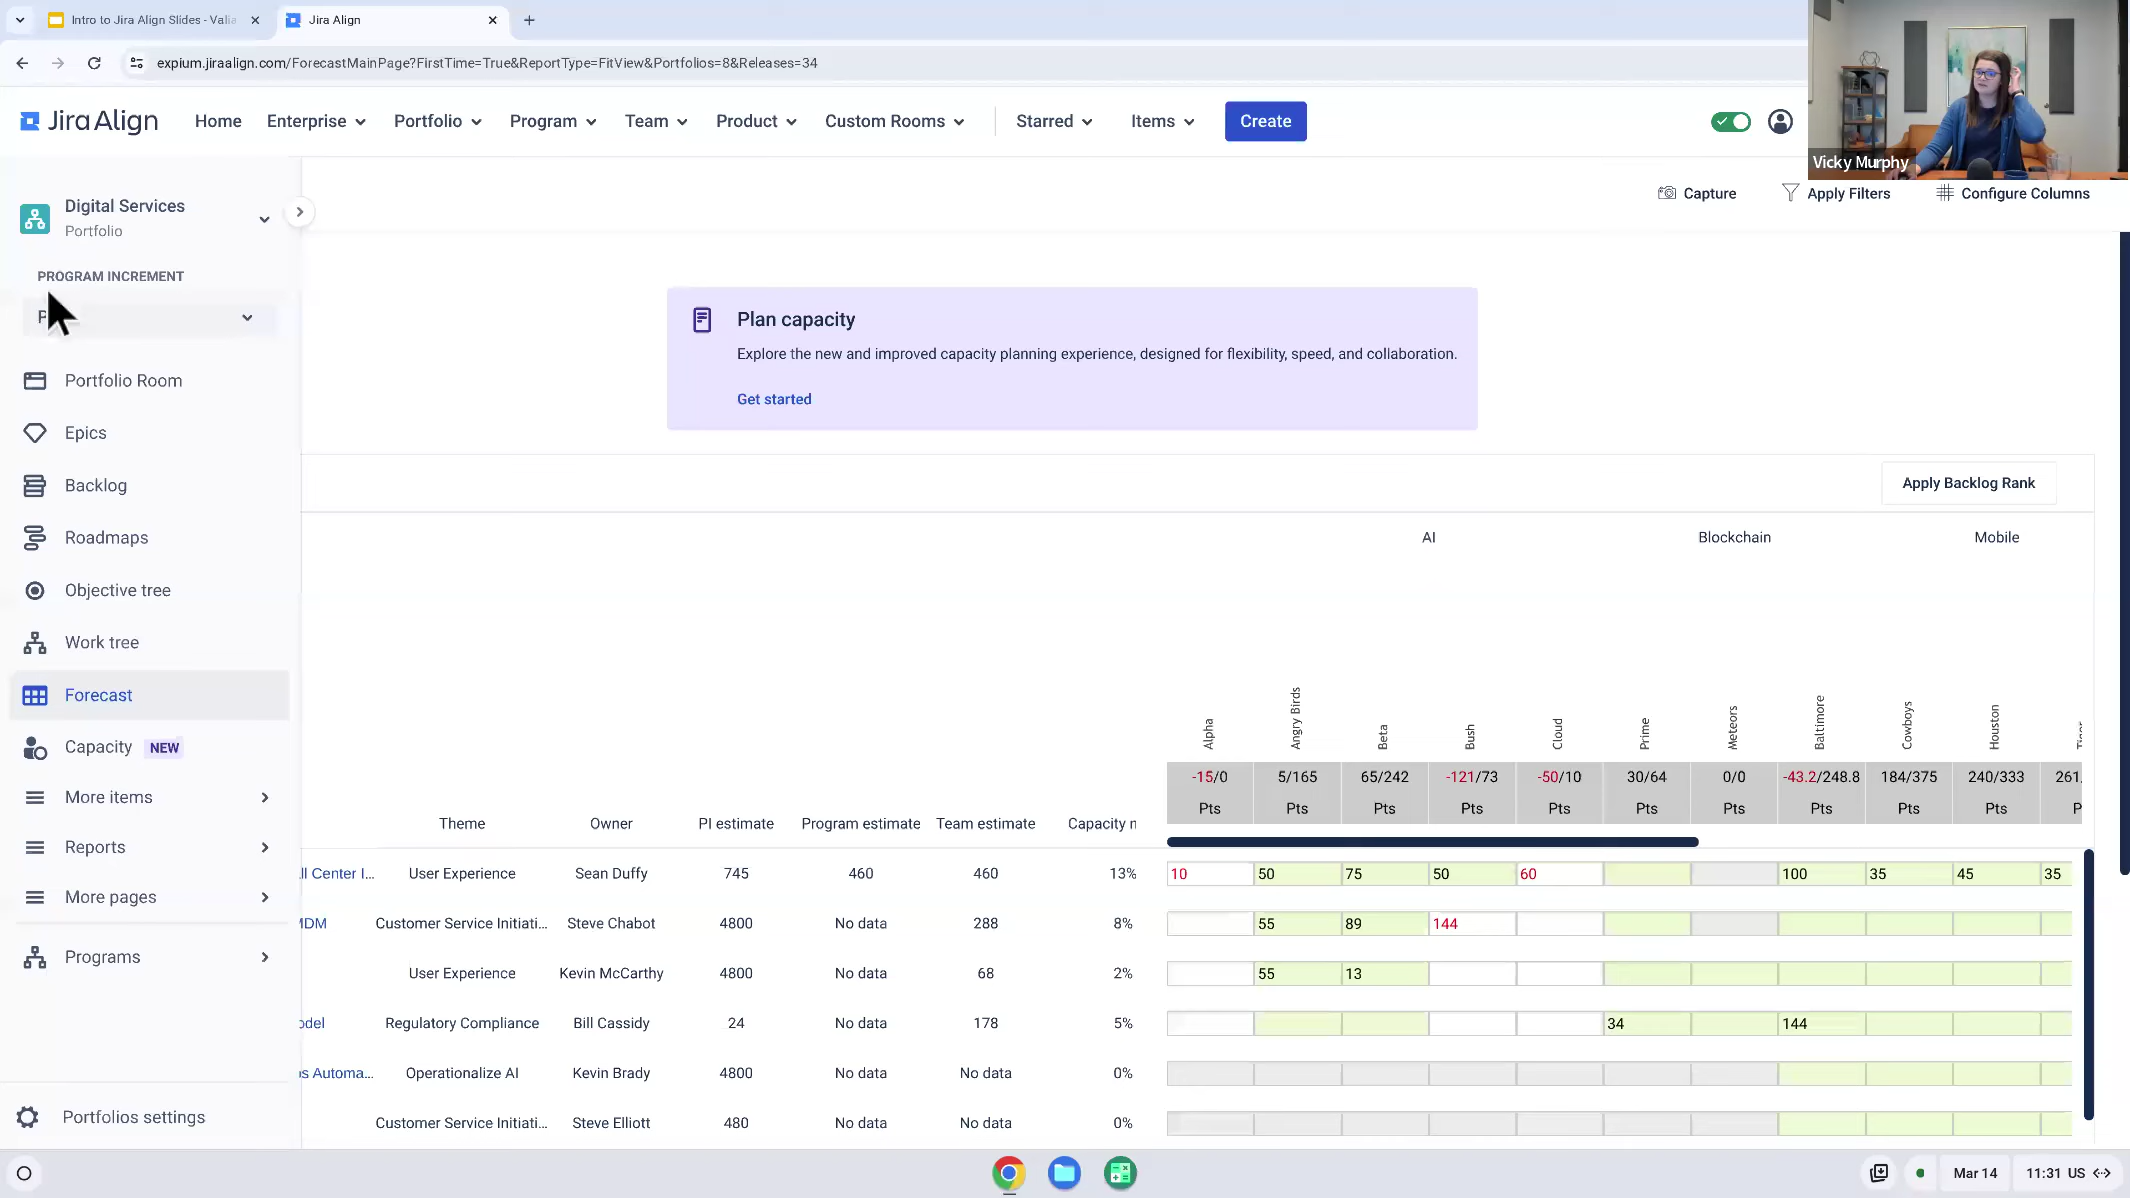 Intro to Jira Align Slides - Valia
Jira Align
expium.jiraalign.com/ForecastMainPage?FirstTime=True&ReportType=FitView&Portfolios=8&Releases=34
Jira Align
Home
Enterprise
Portfolio
Program
Team
Product
Custom Rooms
Starred
Items
Create
Vicky Murphy
Digital Services
Portfolio
Capture
Apply Filters
Configure Columns
PROGRAM INCREMENT
Portfolio Room
Epics
Backlog
Roadmaps
Objective tree
Work tree
Forecast
Capacity NEW
More items
Reports
More pages
Programs
Portfolios settings
Plan capacity
Explore the new and improved capacity planning experience, designed for flexibility, speed, and collaboration.
Get started
Apply Backlog Rank
AI Blockchain Mobile
Alpha Angry Birds Beta Bush Cloud Prime Meteors Baltimore Cowboys Houston
-15/0 5/165 65/242 -121/73 -50/10 30/64 0/0 -43.2/248.8 184/375 240/333 261
Pts Pts Pts Pts Pts Pts Pts Pts Pts Pts P
Theme Owner PI estimate Program estimate Team estimate Capacity n
ll Center I... User Experience Sean Duffy 745 460 460 13% 10 50 75 50 60 100 35 45 35
MDM Customer Service Initiati... Steve Chabot 4800 No data 288 8% 55 89 144
User Experience Kevin McCarthy 4800 No data 68 2% 55 13
odel Regulatory Compliance Bill Cassidy 24 No data 178 5% 34 144
s Automa... Operationalize AI Kevin Brady 4800 No data No data 0%
Customer Service Initiati... Steve Elliott 480 No data No data 0%
Mar 14 11:31 US